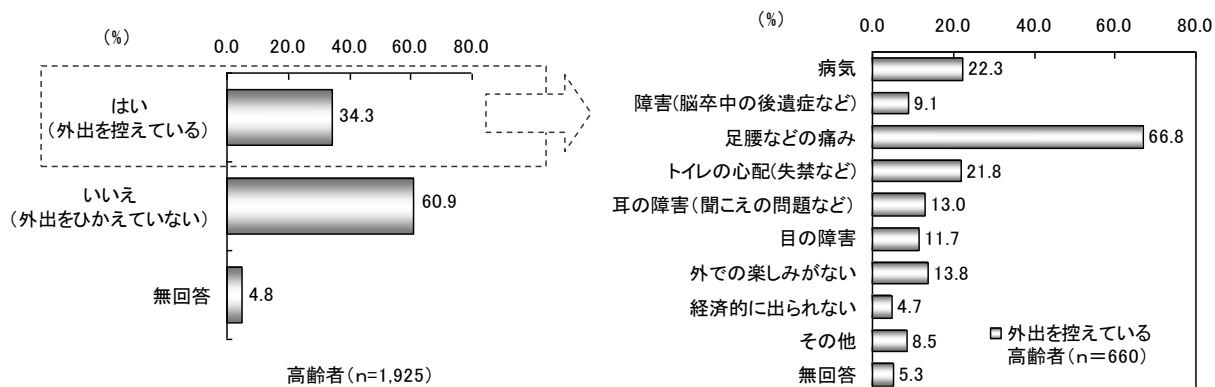 (%)
0.0 20.0 40.0 60.0 80.0
はい
(外出を控えている)
34.3
いいえ
(外出をひかえていない)
60.9
無回答
4.8
高齢者(n=1,925)
(%)
0.0 20.0 40.0 60.0 80.0
病気 22.3
障害(脳卒中の後遺症など) 9.1
足腰などの痛み 66.8
トイレの心配(失禁など) 21.8
耳の障害(聞こえの問題など) 13.0
目の障害 11.7
外での楽しみがない 13.8
経済的に出られない 4.7
その他 8.5
無回答 5.3
外出を控えている
高齢者(n=660)